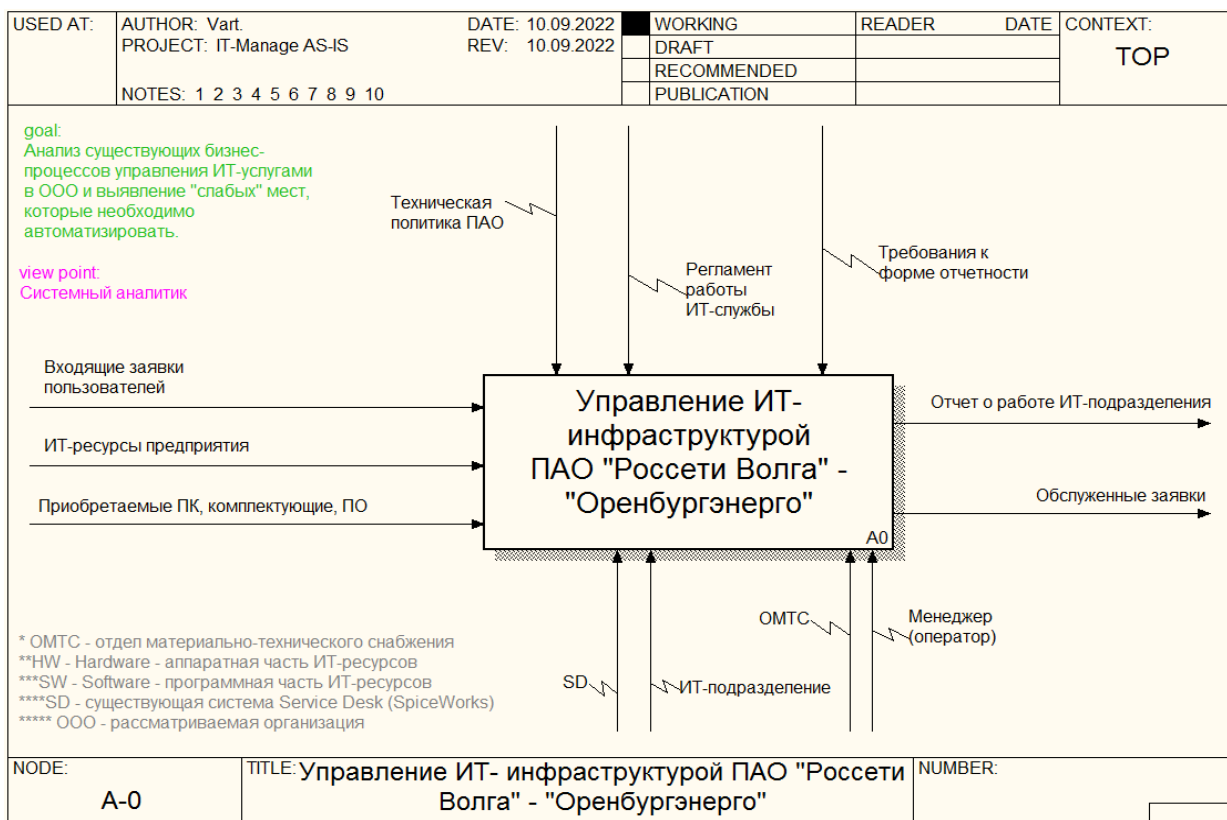 USED AT:
AUTHOR: Vart.
DATE: 10.09.2022
PROJECT: IT-Manage AS-IS
REV: 10.09.2022
NOTES: 1 2 3 4 5 6 7 8 9 10
WORKING
DRAFT
RECOMMENDED
PUBLICATION
READER DATE
CONTEXT:
TOP
goal:
Анализ существующих бизнес-
процессов управления ИТ-услугами
в ООО и выявление "слабых" мест,
которые необходимо
автоматизировать.
view point:
Системный аналитик
Техническая
политика ПАО
Регламент
работы
ИТ-службы
Требования к
форме отчетности
Входящие заявки
пользователей
ИТ-ресурсы предприятия
Приобретаемые ПК, комплектующие, ПО
Управление ИТ-
инфраструктурой
ПАО "Россети Волга" -
"Оренбургэнерго"
A0
Отчет о работе ИТ-подразделения
Обслуженные заявки
SD
ИТ-подразделение
ОМТС
Менеджер
(оператор)
* ОМТС - отдел материально-технического снабжения
**HW - Hardware - аппаратная часть ИТ-ресурсов
***SW - Software - программная часть ИТ-ресурсов
****SD - существующая система Service Desk (SpiceWorks)
***** ООО - рассматриваемая организация
NODE:
A-0
TITLE:
Управление ИТ- инфраструктурой ПАО "Россети
Волга" - "Оренбургэнерго"
NUMBER: